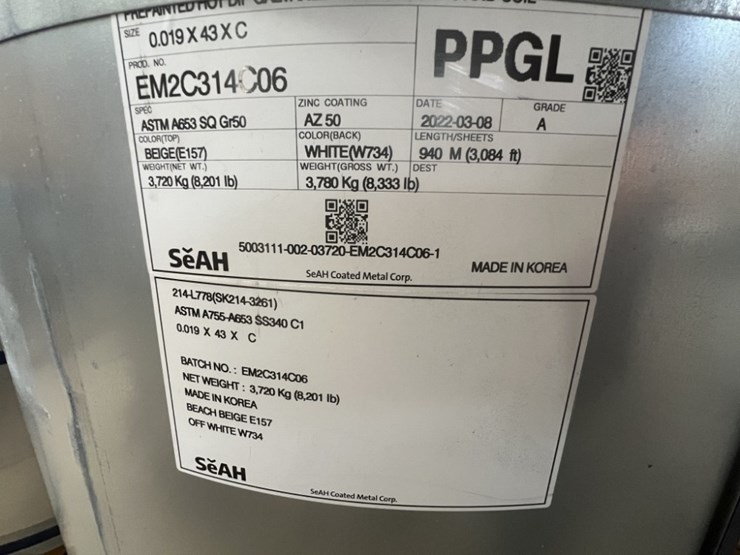 PPGL
SIZE 0.019 X 43 X C
PROD. NO.
EM2C314C06
SPEC ZINC COATING DATE GRADE
ASTM A653 SQ Gr50 AZ 50 2022-03-08 A
COLOR(TOP) COLOR(BACK) LENGTH/SHEETS
BEIGE(E157) WHITE(W734) 940 M (3,084 ft)
WEIGHT(NET WT.) WEIGHT(GROSS WT.) DEST
3,720 Kg (8,201 lb) 3,780 Kg (8,333 lb)
5003111-002-03720-EM2C314C06-1
SěAH SeAH Coated Metal Corp. MADE IN KOREA
214-L778(SK214-3261)
ASTM A755-A653 SS340 C1
0.019 X 43 X C
BATCH NO. : EM2C314C06
NET WEIGHT : 3,720 Kg (8,201 lb)
MADE IN KOREA
BEACH BEIGE E157
OFF WHITE W734
SěAH SeAH Coated Metal Corp.